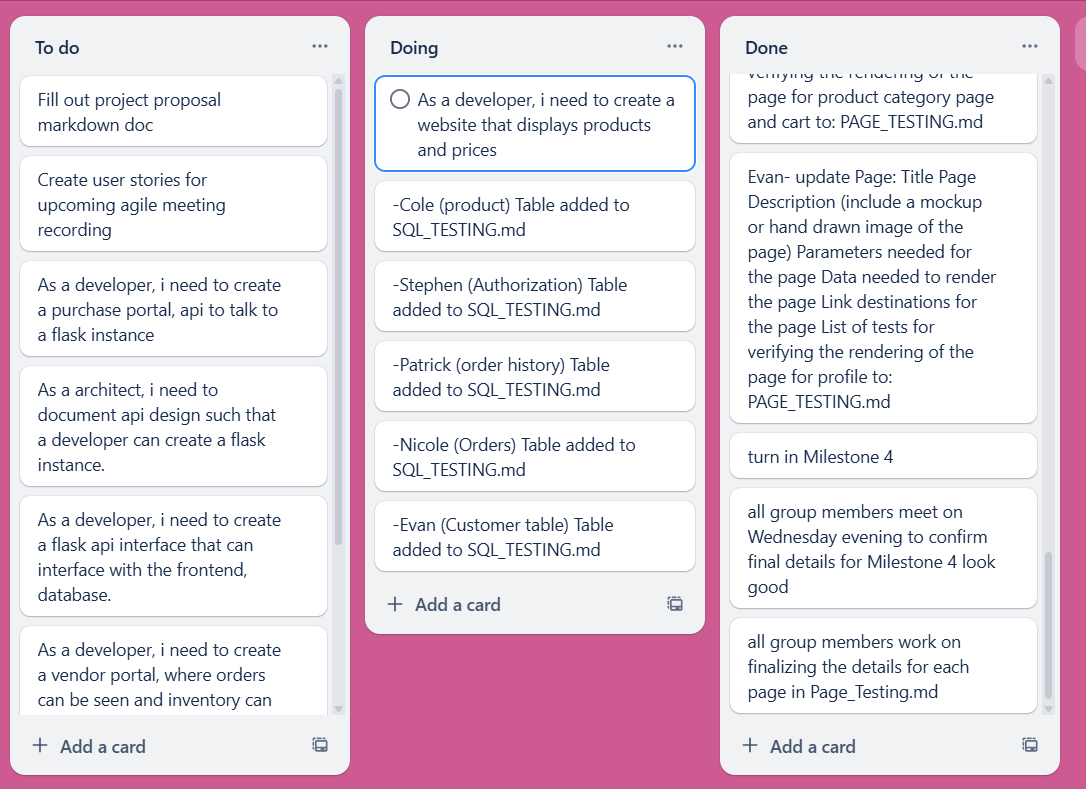 To do
Fill out project proposal
markdown doc
Create user stories for
upcoming agile meeting
recording
As a developer, i need to create
a purchase portal, api to talk to
a flask instance
As a architect, i need to
document api design such that
a developer can create a flask
instance.
As a developer, i need to create
a flask api interface that can
interface with the frontend,
database.
As a developer, i need to create
a vendor portal, where orders
can be seen and inventory can
Add a card
Doing
As a developer, i need to create a
website that displays products
and prices
-Cole (product) Table added to
SQL_TESTING.md
-Stephen (Authorization) Table
added to SQL_TESTING.md
-Patrick (order history) Table
added to SQL_TESTING.md
-Nicole (Orders) Table added to
SQL_TESTING.md
-Evan (Customer table) Table
added to SQL_TESTING.md
Add a card
Done
verifying the rendering of the
page for product category page
and cart to: PAGE_TESTING.md
Evan- update Page: Title Page
Description (include a mockup
or hand drawn image of the
page) Parameters needed for
the page Data needed to render
the page Link destinations for
the page List of tests for
verifying the rendering of the
page for profile to:
PAGE_TESTING.md
turn in Milestone 4
all group members meet on
Wednesday evening to confirm
final details for Milestone 4 look
good
all group members work on
finalizing the details for each
page in Page_Testing.md
Add a card